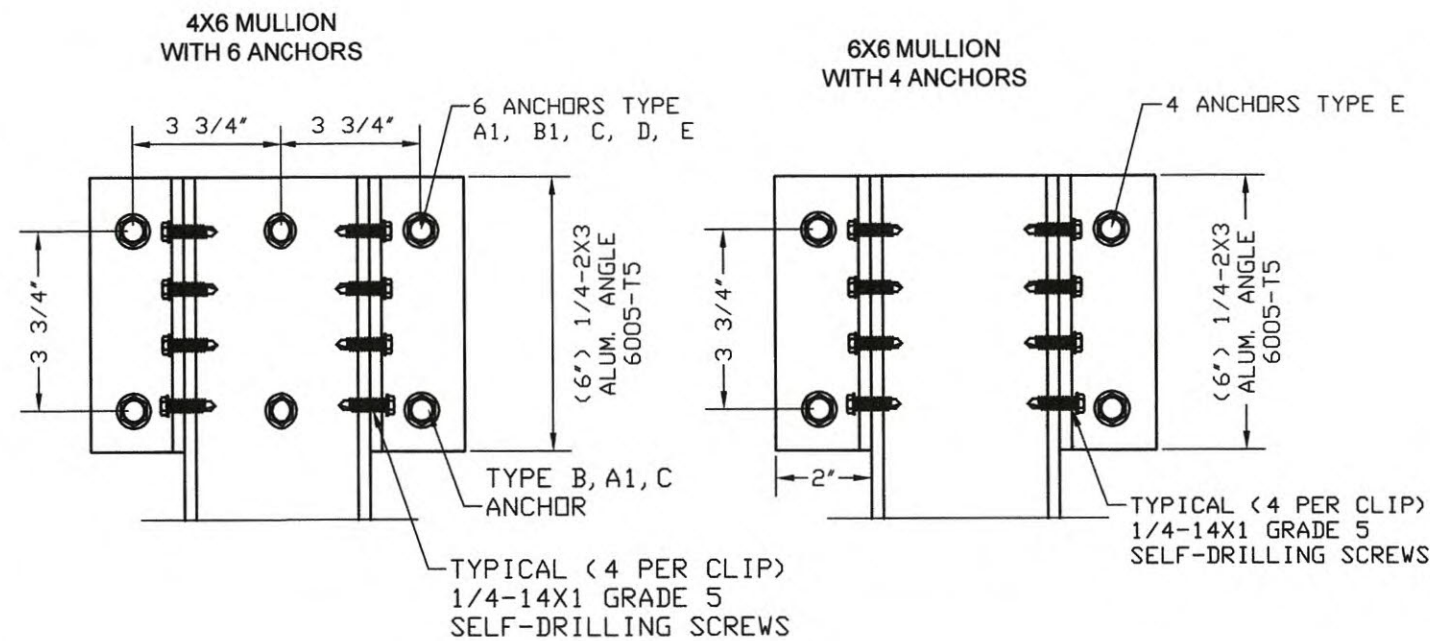 4X6 MULLION
WITH 6 ANCHORS
3 3/4"
3 3/4"
6 ANCHORS TYPE
A1, B1, C, D, E
3 3/4"
(6") 1/4-2X3
ALUM. ANGLE
6005-T5
TYPE B, A1, C
ANCHOR
TYPICAL (4 PER CLIP)
1/4-14X1 GRADE 5
SELF-DRILLING SCREWS
6X6 MULLION
WITH 4 ANCHORS
4 ANCHORS TYPE E
3 3/4"
(6") 1/4-2X3
ALUM. ANGLE
6005-T5
2"
TYPICAL (4 PER CLIP)
1/4-14X1 GRADE 5
SELF-DRILLING SCREWS